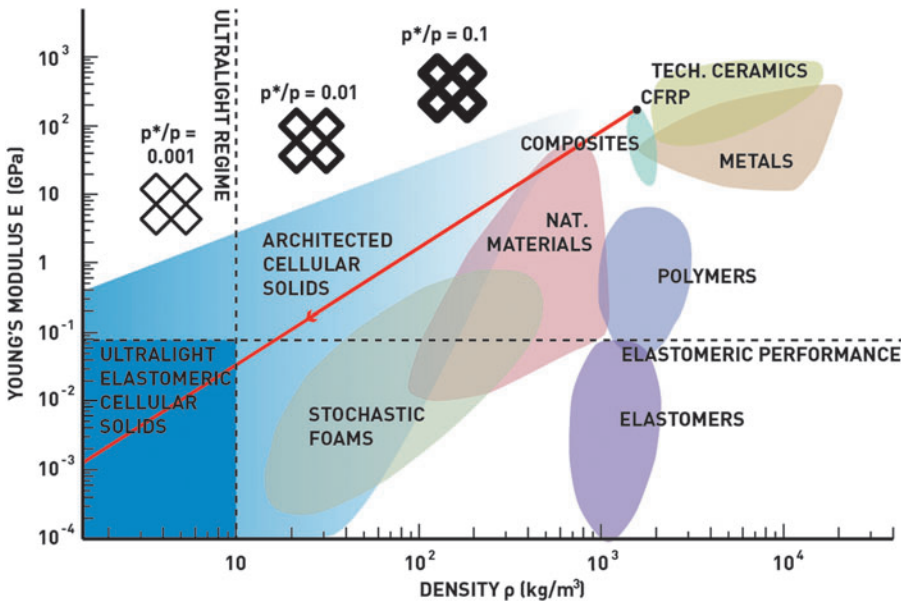 ULTRALIGHT REGIME
p*/p = 0.1
p*/p = 0.01
p*/p =
0.001
TECH. CERAMICS
CFRP
COMPOSITES
METALS
NAT.
MATERIALS
ARCHITECTED
CELLULAR
SOLIDS
POLYMERS
ELASTOMERIC PERFORMANCE
ULTRALIGHT
ELASTOMERIC
CELLULAR
SOLIDS
STOCHASTIC
FOAMS
ELASTOMERS
YOUNG'S MODULUS E (GPa)
10³
10²
10
1
10⁻¹
10⁻²
10⁻³
10⁻⁴
10
10²
10³
10⁴
DENSITY ρ (kg/m³)